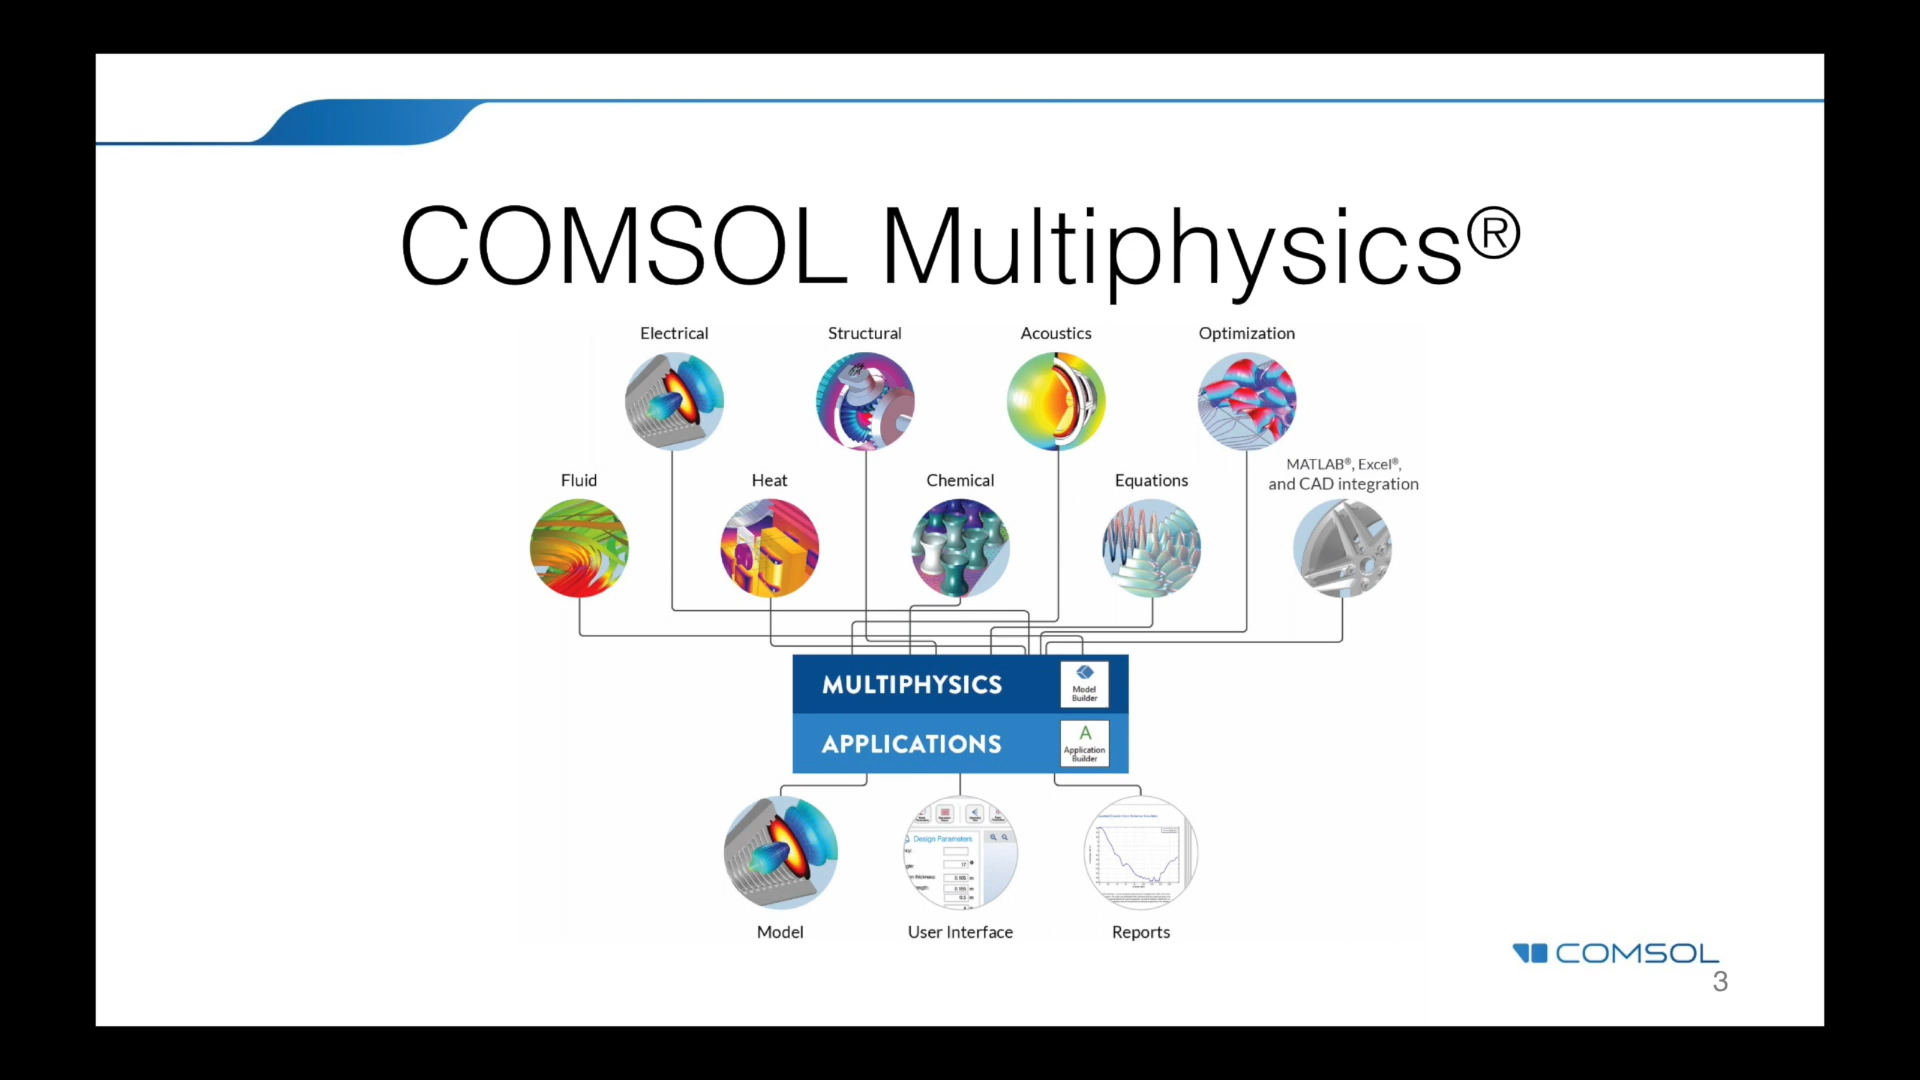 COMSOL Multiphysics®
Electrical
Structural
Acoustics
Optimization
Fluid
Heat
Chemical
Equations
MATLAB®, Excel®,
and CAD integration
MULTIPHYSICS
Model
Builder
APPLICATIONS
A
Application
Builder
Design Parameters
17
Model
User Interface
Reports
COMSOL
3